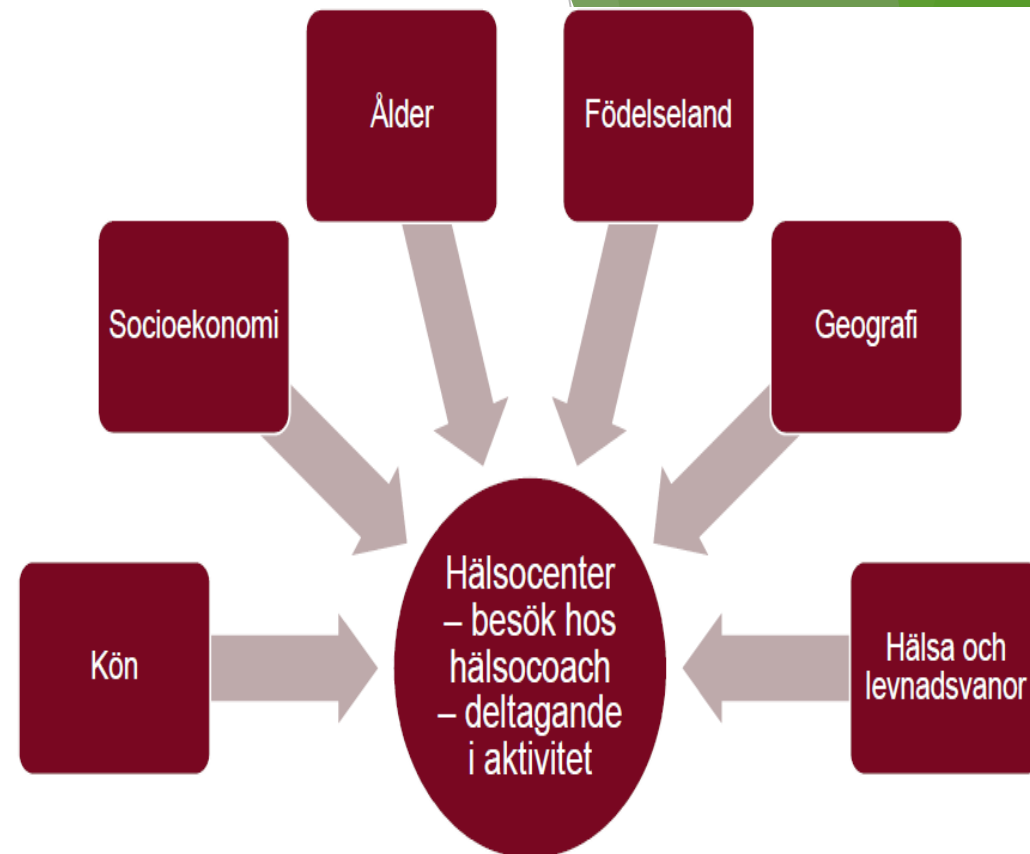 Ålder
Födelseland
Socioekonomi
Geografi
Kön
Hälsocenter
– besök hos
hälsocoach
– deltagande
i aktivitet
Hälsa och
levnadsvanor